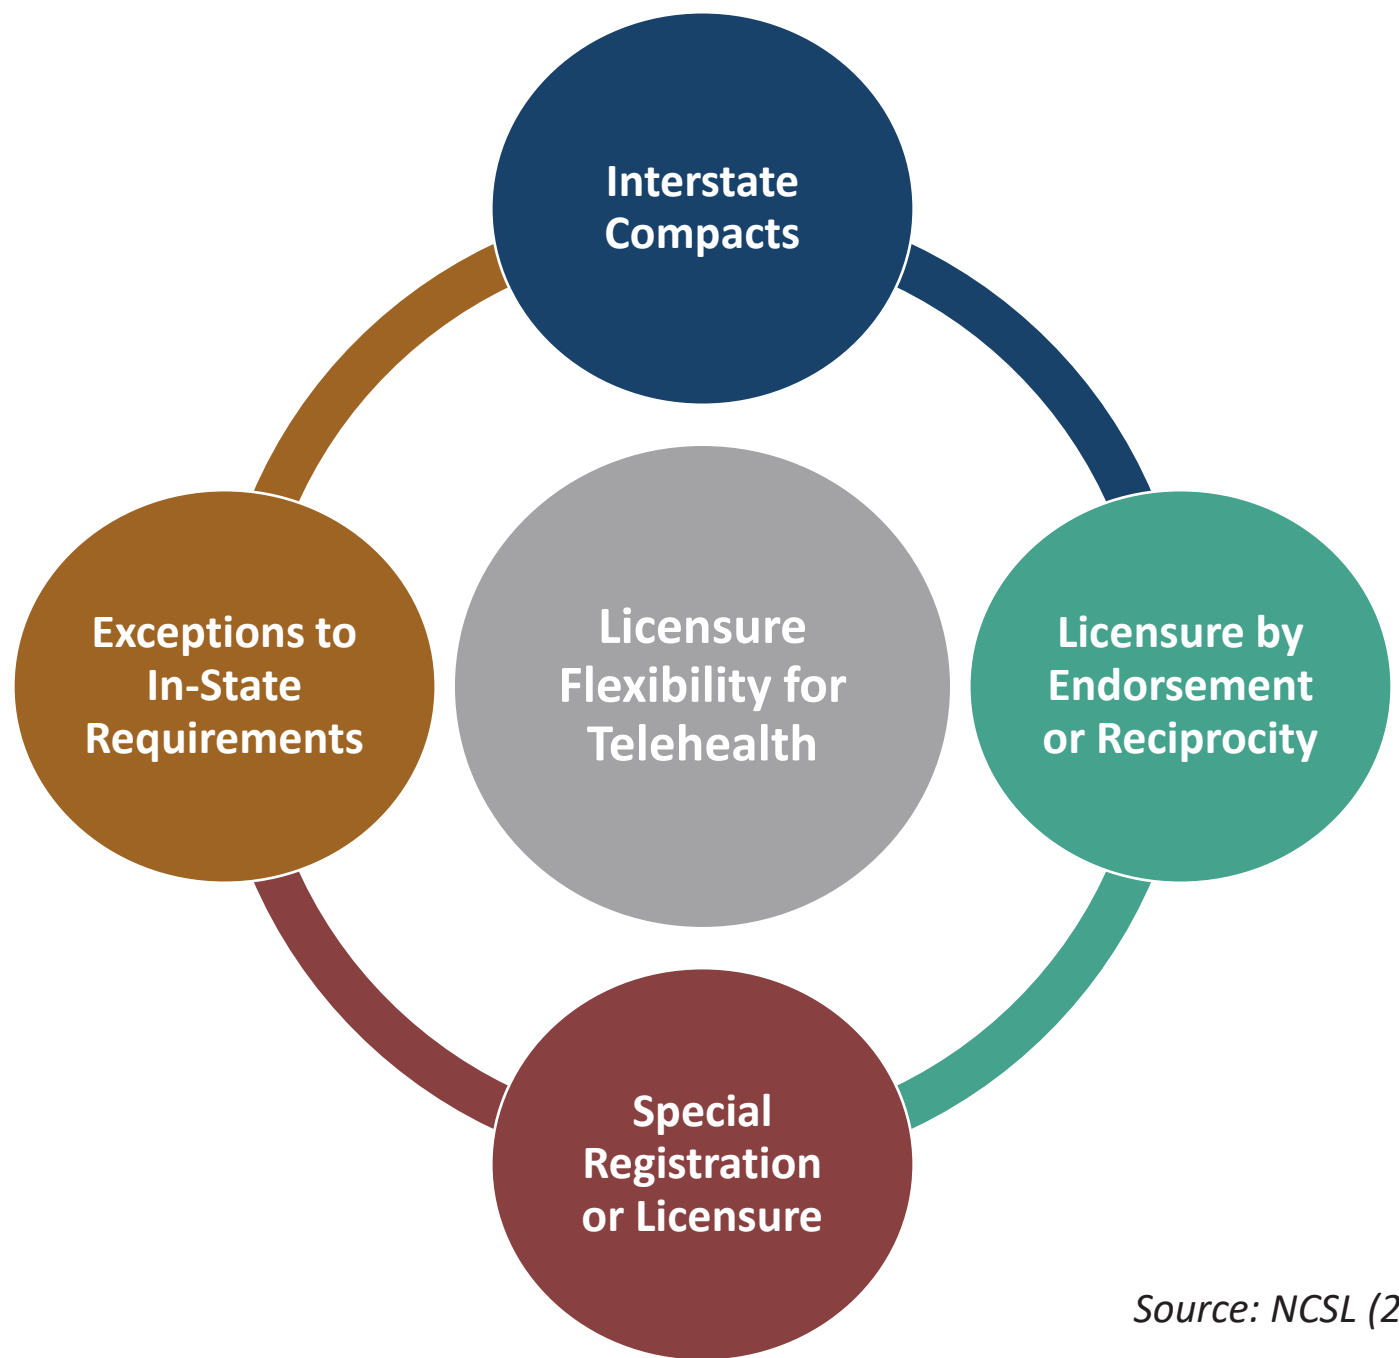 Interstate
Compacts
Exceptions to
In-State
Requirements
Licensure
Flexibility for
Telehealth
Licensure by
Endorsement
or Reciprocity
Special
Registration
or Licensure
Source: NCSL (2